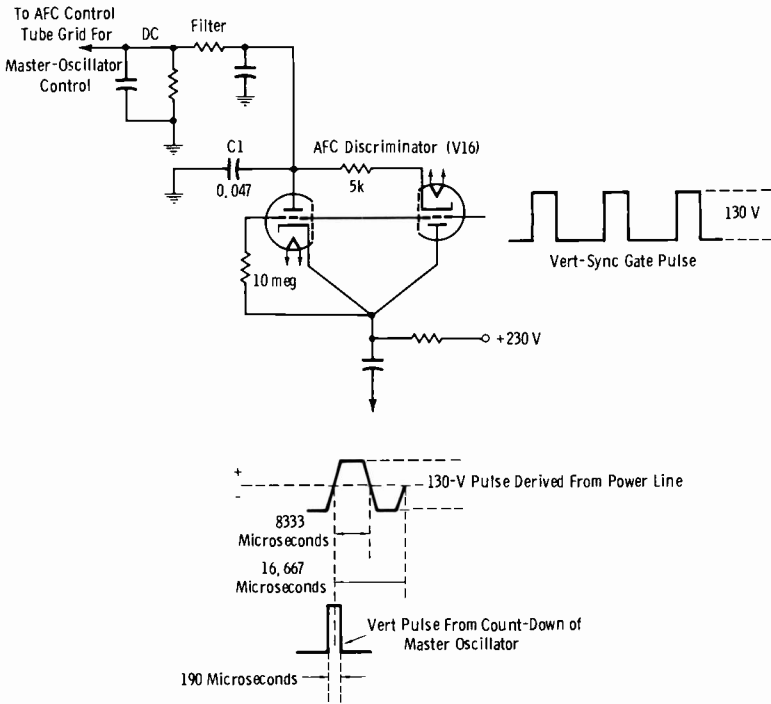 To AFC Control
Tube Grid For
Master-Oscillator
Control
DC
Filter
C1
0.047
AFC Discriminator (V16)
5k
10 meg
130 V
Vert-Sync Gate Pulse
+230 V
+
-
130-V Pulse Derived From Power Line
8333
Microseconds
16,667
Microseconds
Vert Pulse From Count-Down of
Master Oscillator
190 Microseconds